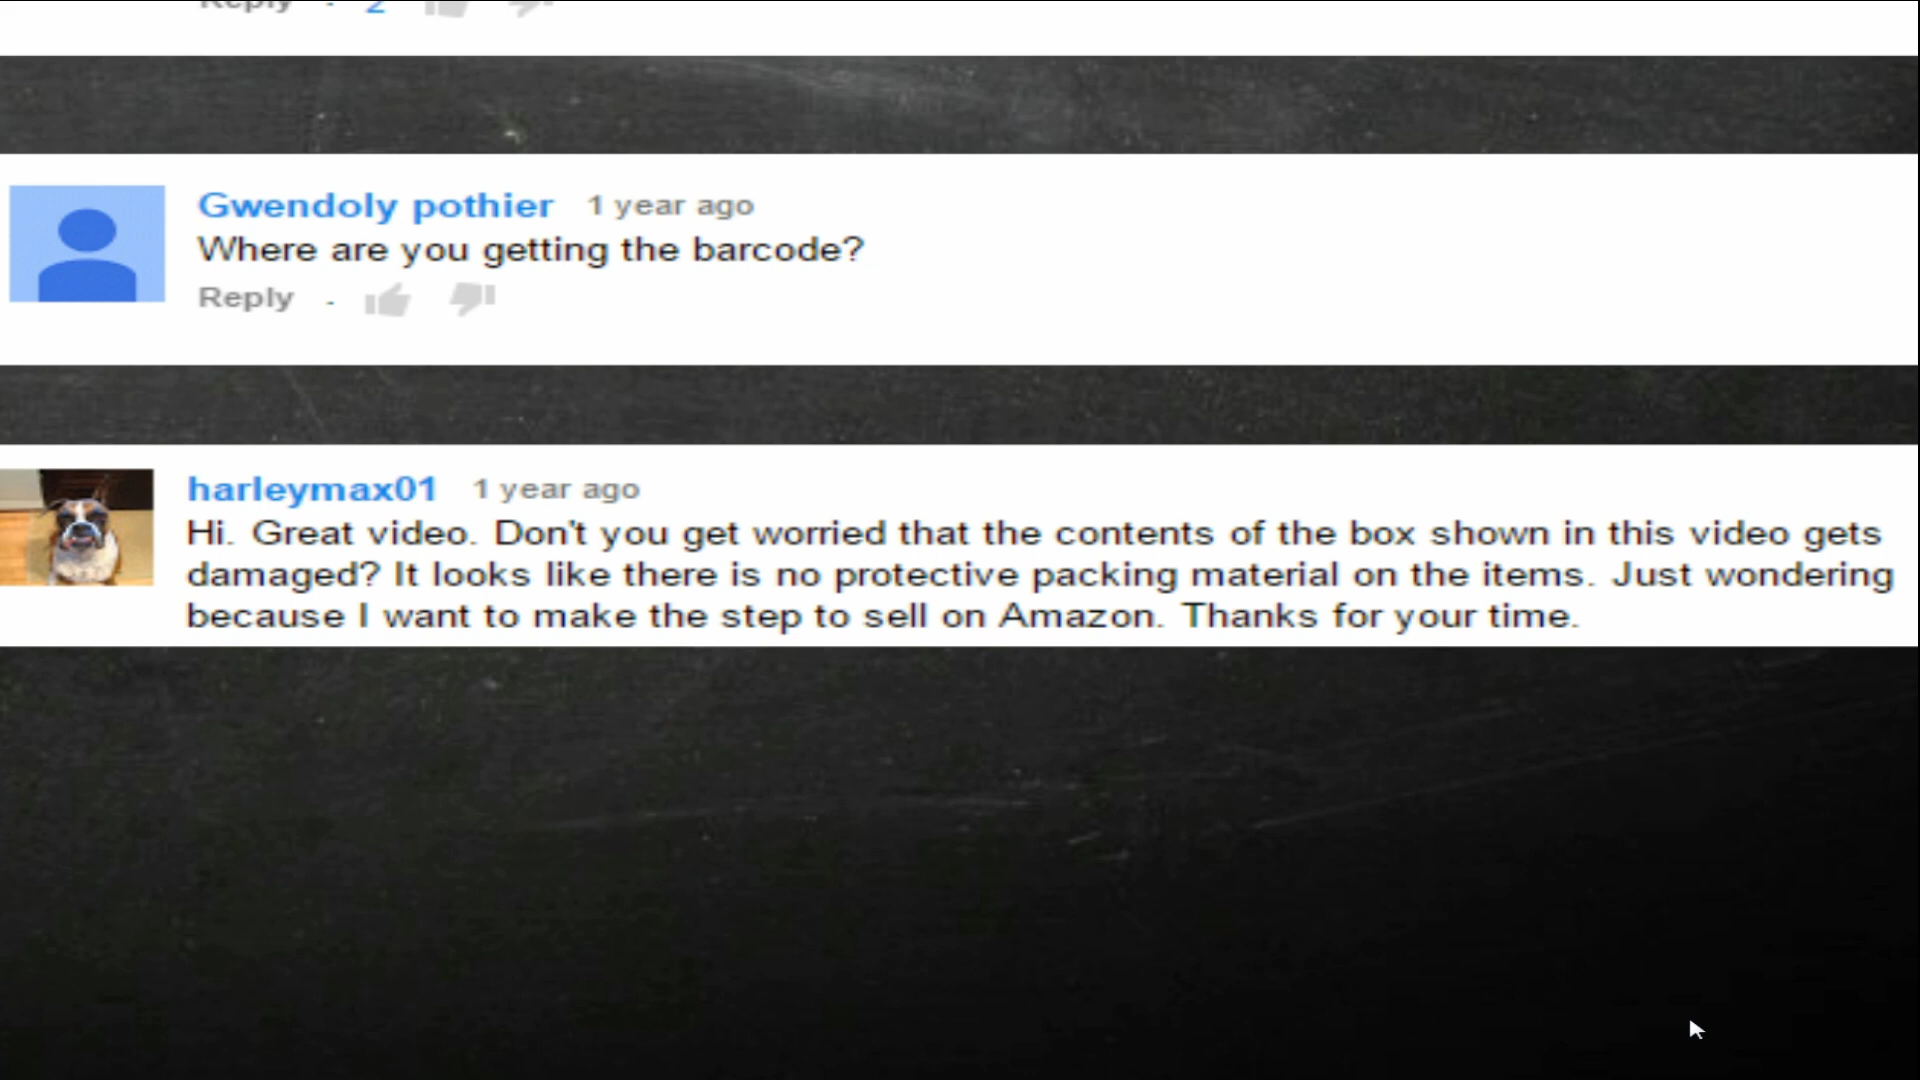 Reply · 2
Gwendoly pothier 1 year ago
Where are you getting the barcode?
Reply ·
harleymax01 1 year ago
Hi. Great video. Don't you get worried that the contents of the box shown in this video gets
damaged? It looks like there is no protective packing material on the items. Just wondering
because I want to make the step to sell on Amazon. Thanks for your time.